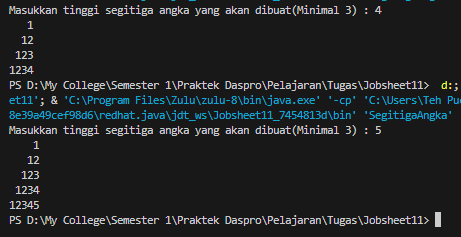 Masukkan tinggi segitiga angka yang akan dibuat(Minimal 3) : 4
   1
  12
 123
1234
PS D:\My College\Semester 1\Praktek Daspro\Pelajaran\Tugas\Jobsheet11>  d:;
et11'; & 'C:\Program Files\Zulu\zulu-8\bin\java.exe' '-cp' 'C:\Users\Teh Puc
8e39a49cef98d6\redhat.java\jdt_ws\Jobsheet11_7454813d\bin' 'SegitigaAngka'
Masukkan tinggi segitiga angka yang akan dibuat(Minimal 3) : 5
    1
   12
  123
 1234
12345
PS D:\My College\Semester 1\Praktek Daspro\Pelajaran\Tugas\Jobsheet11>